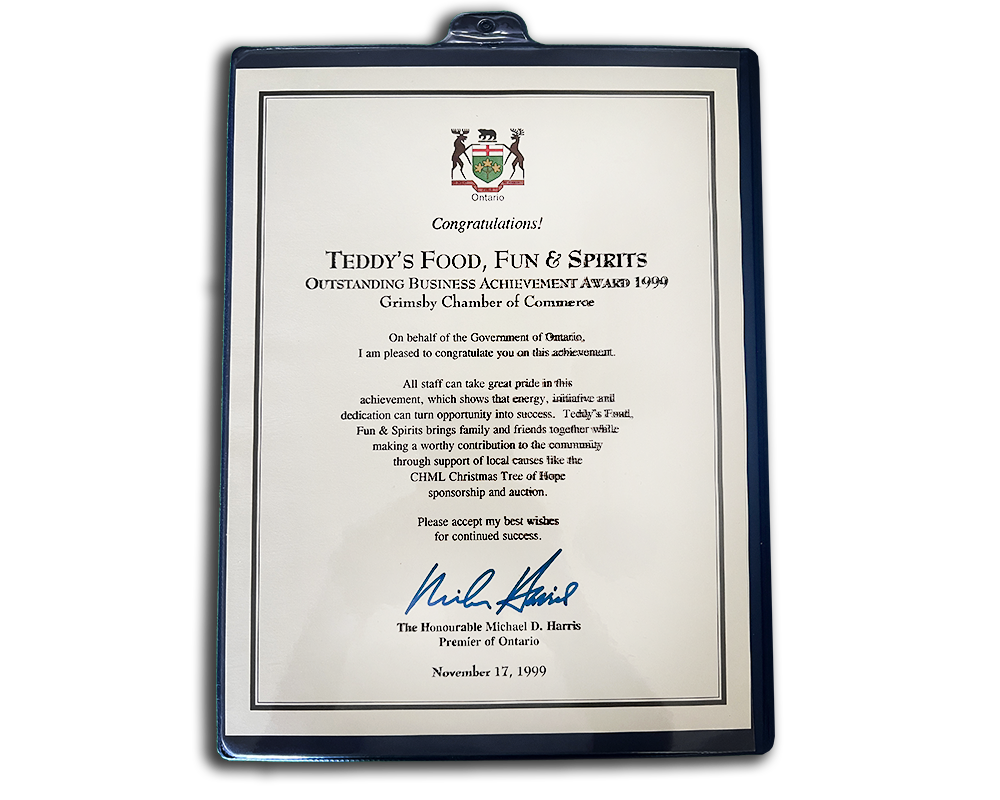 Ontario
Congratulations!
TEDDY'S FOOD, FUN & SPIRITS
OUTSTANDING BUSINESS ACHIEVEMENT AWARD 1999
Grimsby Chamber of Commerce
On behalf of the Government of Ontario,
I am pleased to congratulate you on this achievement.
All staff can take great pride in this
achievement, which shows that energy, initiative and
dedication can turn opportunity into success. Teddy's Food,
Fun & Spirits brings family and friends together while
making a worthy contribution to the community
through support of local causes like the
CHML Christmas Tree of Hope
sponsorship and auction.
Please accept my best wishes
for continued success.
Mike Harris
The Honourable Michael D. Harris
Premier of Ontario
November 17, 1999